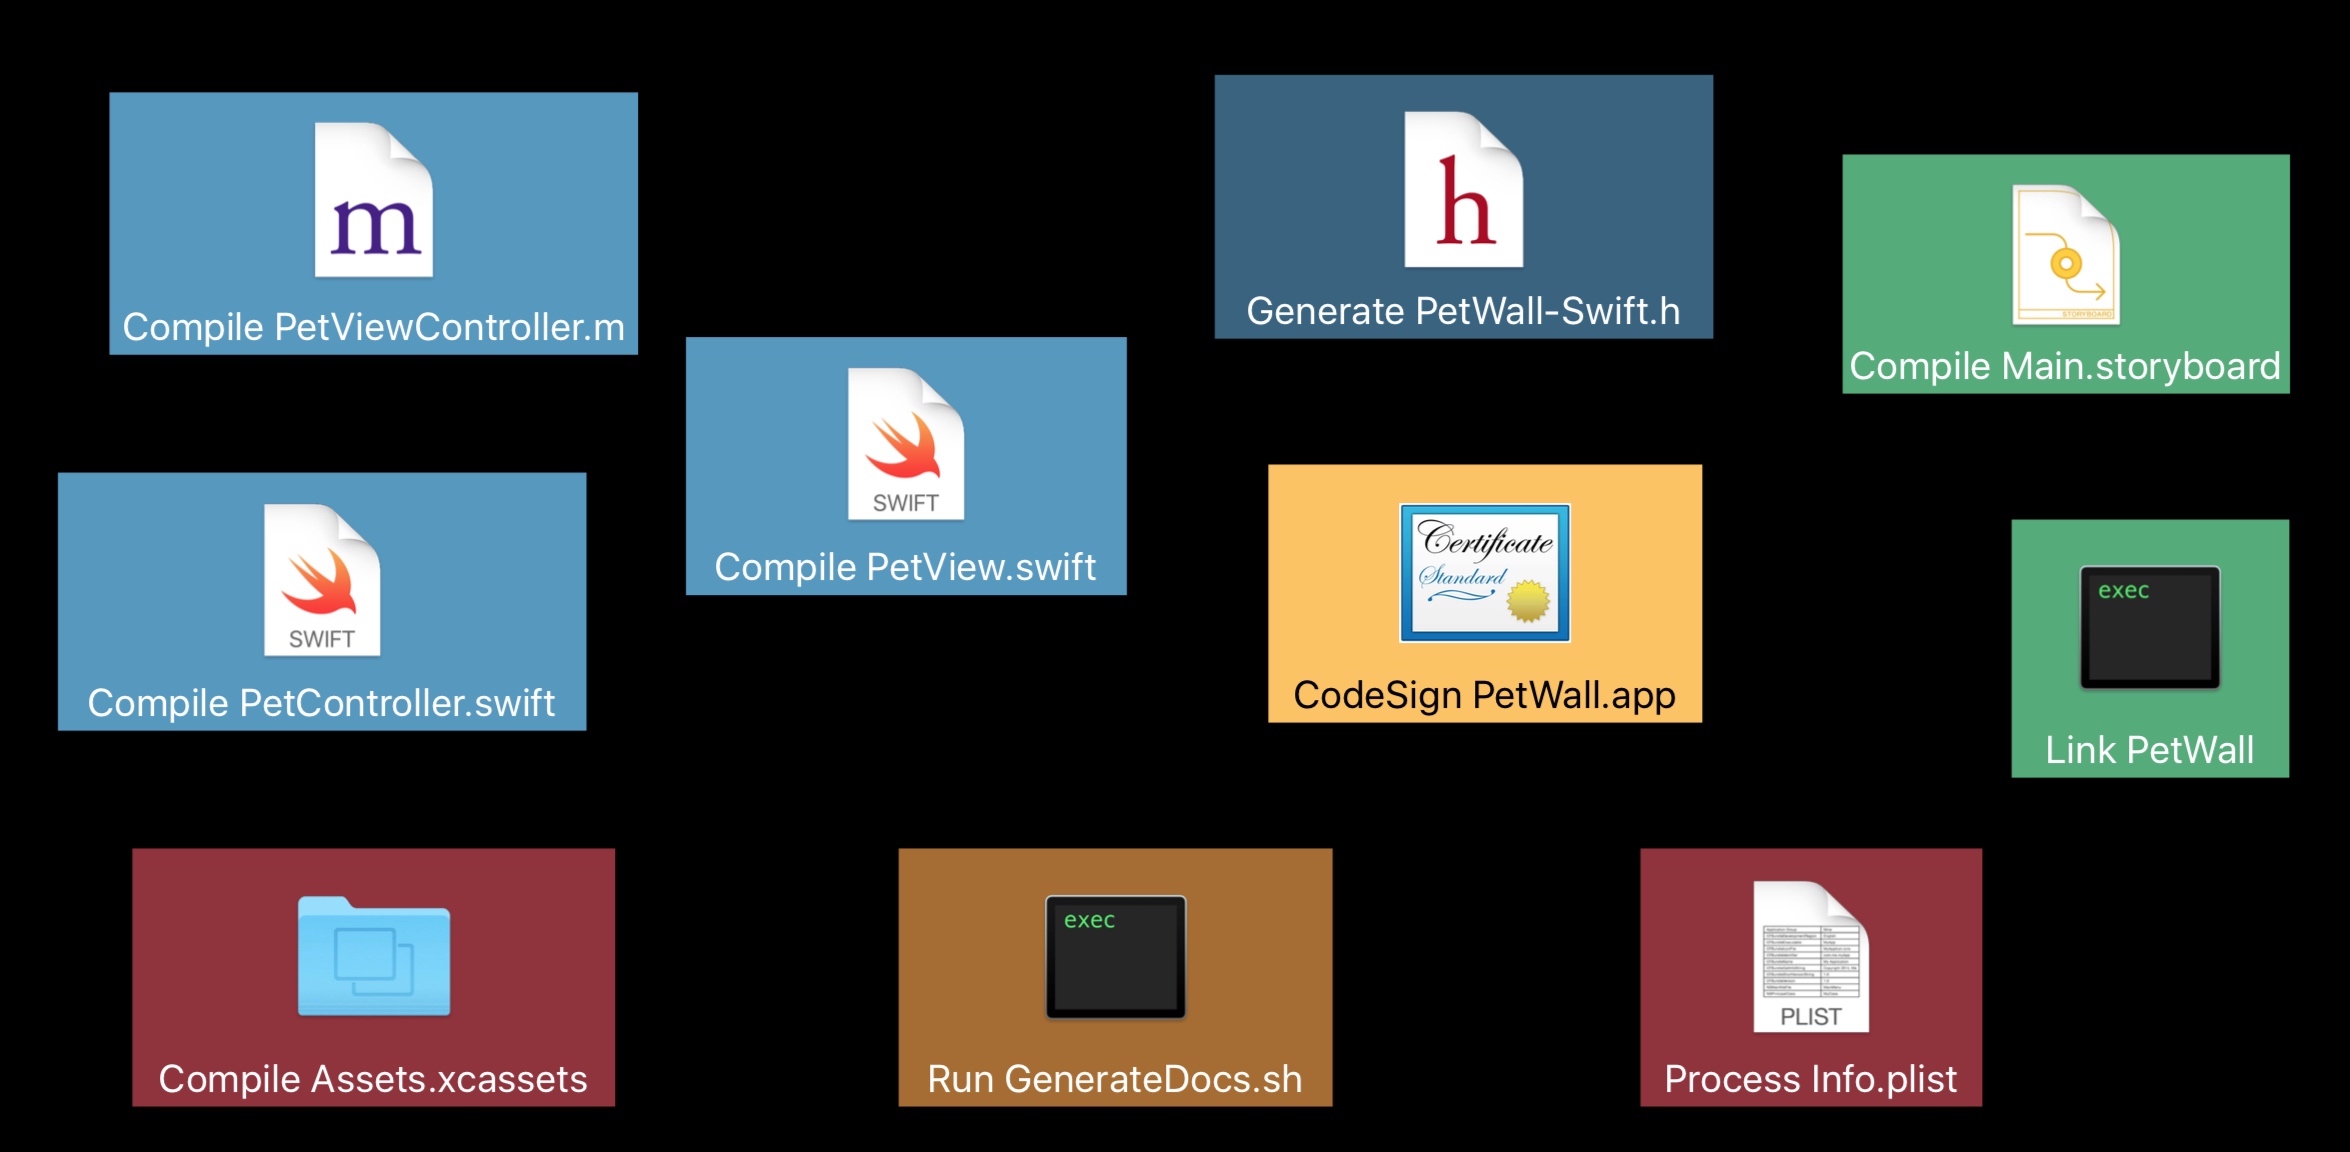 m
Compile PetViewController.m
h
Generate PetWall-Swift.h
STORYBOARD
Compile Main.storyboard
SWIFT
Compile PetView.swift
SWIFT
Compile PetController.swift
Certificate
Standard
CodeSign PetWall.app
exec
Link PetWall
Compile Assets.xcassets
exec
Run GenerateDocs.sh
PLIST
Process Info.plist